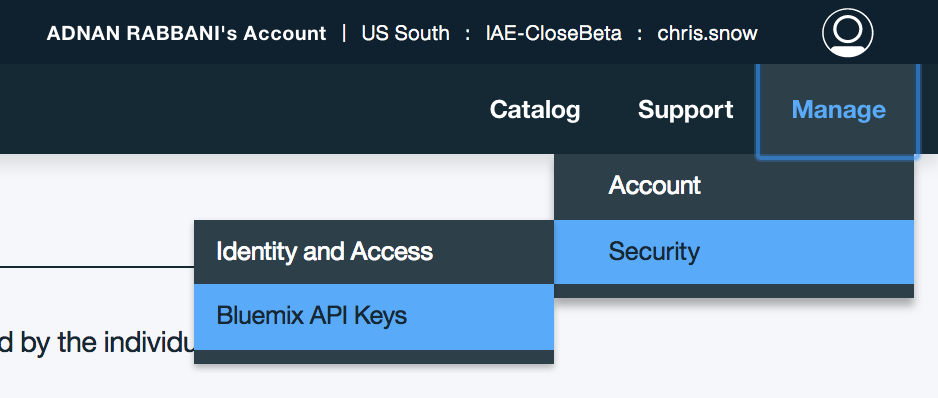 ADNAN RABBANI's Account | US South : IAE-CloseBeta : chris.snow
Catalog Support Manage
Account
Identity and Access Security
Bluemix API Keys
d by the individu